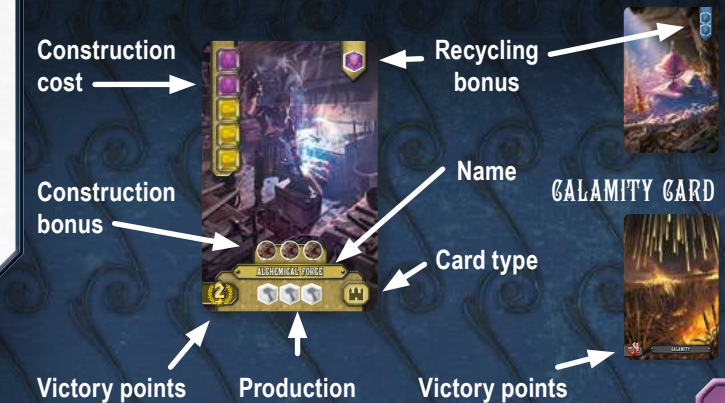 Construction
cost
Recycling
bonus
Construction
bonus
Name
CALAMITY CARD
Card type
ALCHEMICAL FORGE
2
CALAMITY
Victory points
Production
Victory points